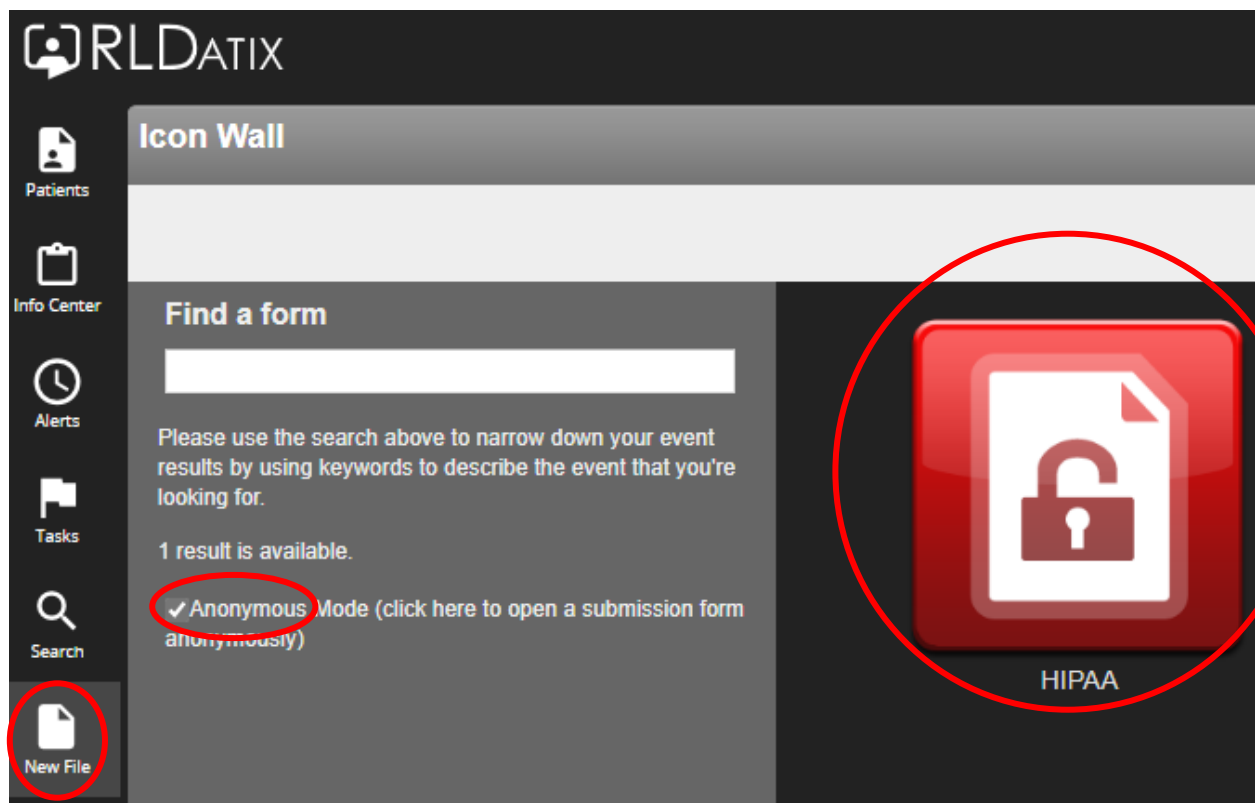 RLDATIX
Icon Wall
Patients
Info Center
Alerts
Tasks
Search
New File
Find a form
Please use the search above to narrow down your event
results by using keywords to describe the event that you're
looking for.
1 result is available.
Anonymous Mode (click here to open a submission form
anonymously)
HIPAA